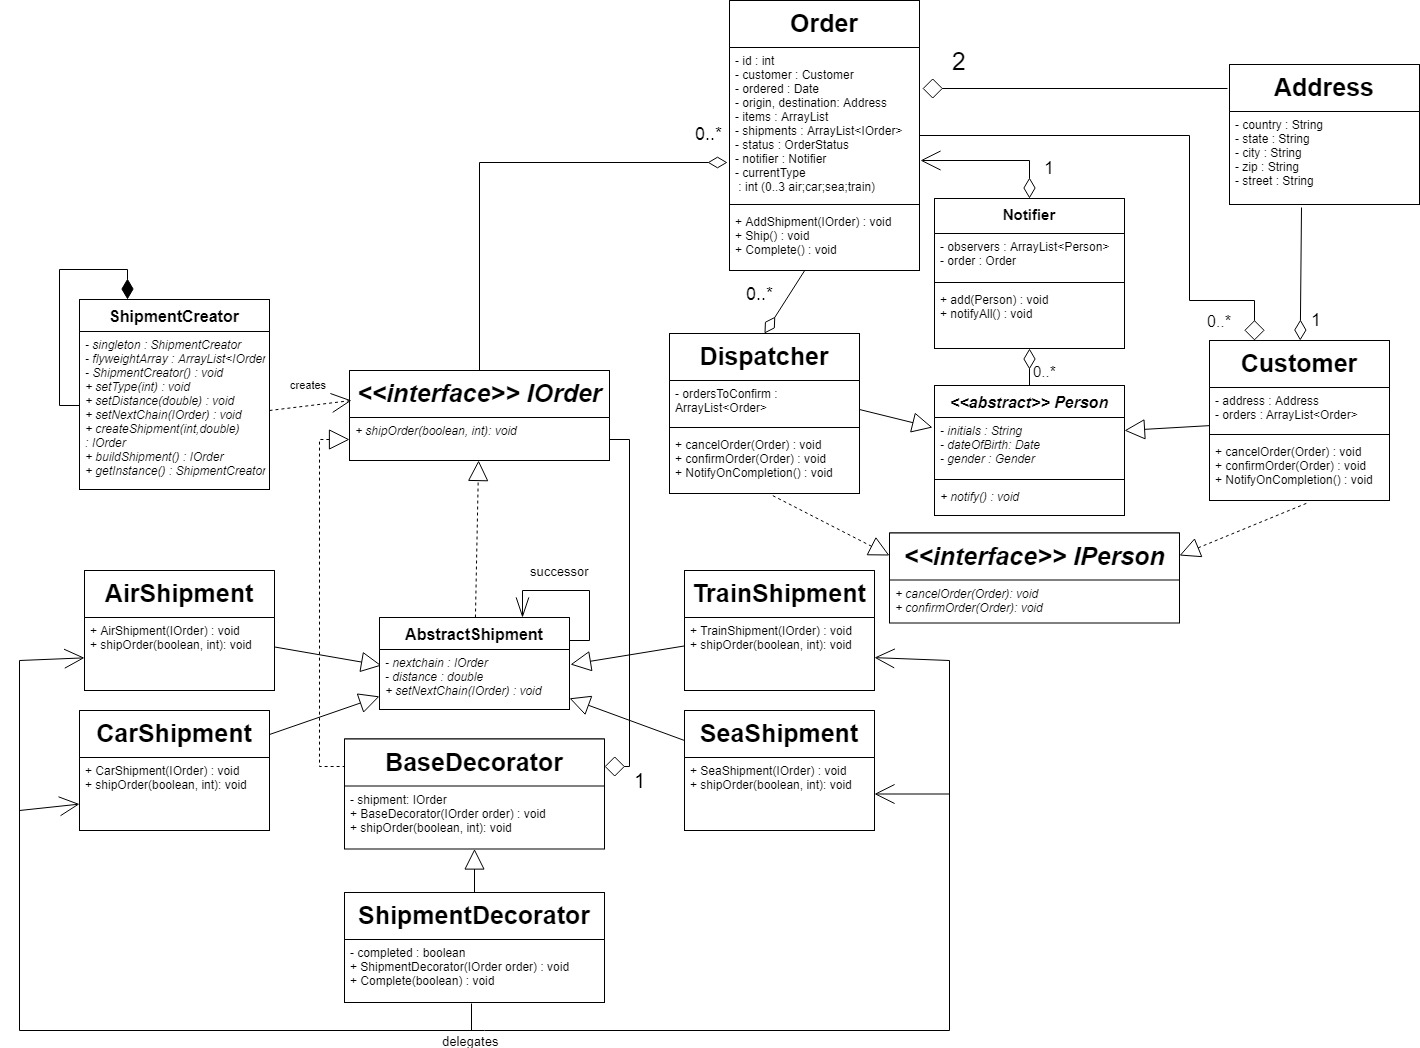 Order
- id : int
- customer : Customer
- ordered : Date
- origin, destination: Address
- items : ArrayList
- shipments : ArrayList<IOrder>
- status : OrderStatus
- notifier : Notifier
- currentType
: int (0..3 air;car;sea;train)
+ AddShipment(IOrder) : void
+ Ship() : void
+ Complete() : void
2
Address
- country : String
- state : String
- city : String
- zip : String
- street : String
0..*
1
Notifier
- observers : ArrayList<Person>
- order : Order
+ add(Person) : void
+ notifyAll() : void
0..*
0..*
1
0..*
ShipmentCreator
- singleton : ShipmentCreator
- flyweightArray : ArrayList<IOrder
- ShipmentCreator() : void
+ setType(int) : void
+ setDistance(double) : void
+ setNextChain(IOrder) : void
+ createShipment(int,double)
: IOrder
+ buildShipment() : IOrder
+ getInstance() : ShipmentCreator
creates
<<interface>> IOrder
+ shipOrder(boolean, int): void
Dispatcher
- ordersToConfirm :
ArrayList<Order>
+ cancelOrder(Order) : void
+ confirmOrder(Order) : void
+ NotifyOnCompletion() : void
<<abstract>> Person
- initials : String
- dateOfBirth: Date
- gender : Gender
+ notify() : void
Customer
- address : Address
- orders : ArrayList<Order>
+ cancelOrder(Order) : void
+ confirmOrder(Order) : void
+ NotifyOnCompletion() : void
<<interface>> IPerson
+ cancelOrder(Order): void
+ confirmOrder(Order): void
AirShipment
+ AirShipment(IOrder) : void
+ shipOrder(boolean, int): void
successor
AbstractShipment
- nextchain : IOrder
- distance : double
+ setNextChain(IOrder) : void
TrainShipment
+ TrainShipment(IOrder) : void
+ shipOrder(boolean, int): void
CarShipment
+ CarShipment(IOrder) : void
+ shipOrder(boolean, int): void
BaseDecorator
- shipment: IOrder
+ BaseDecorator(IOrder order) : void
+ shipOrder(boolean, int): void
1
SeaShipment
+ SeaShipment(IOrder) : void
+ shipOrder(boolean, int): void
ShipmentDecorator
- completed : boolean
+ ShipmentDecorator(IOrder order) : void
+ Complete(boolean) : void
delegates